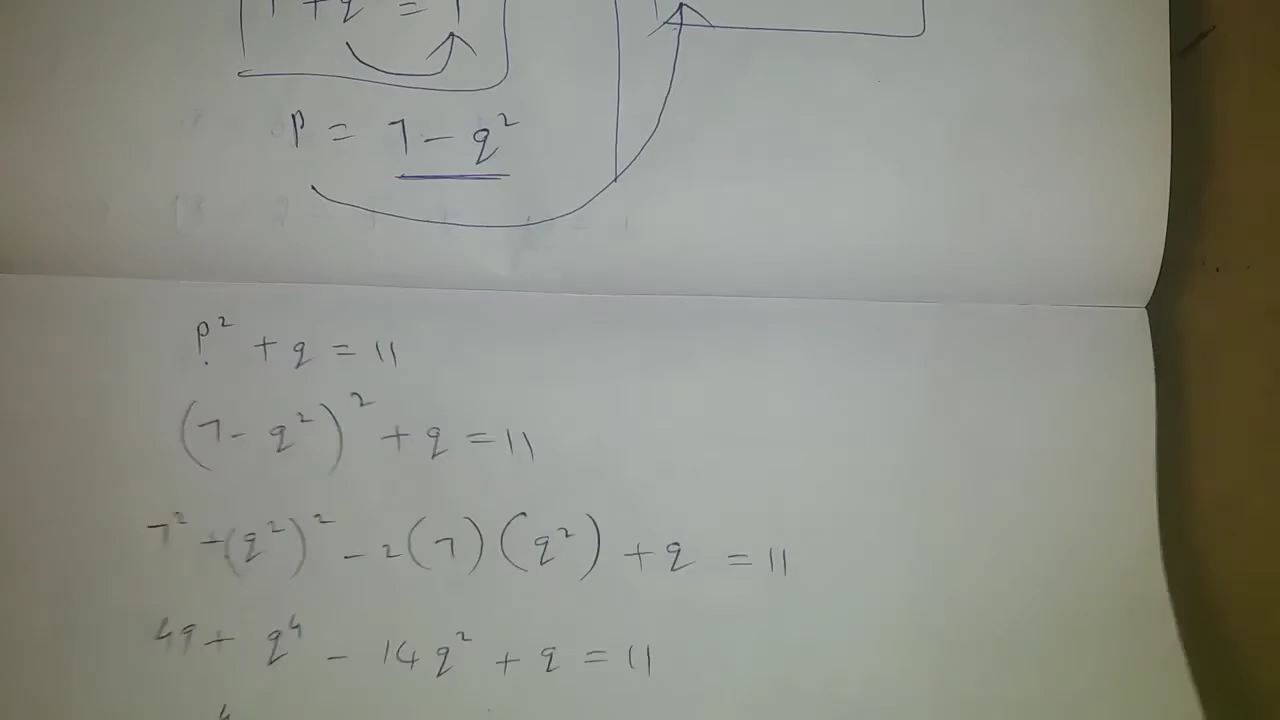 + q =
p = 7 - q²
p² + q = 11
(7 - q²)² + q = 11
7² + (q²)² - 2(7)(q²) + q = 11
49 + q⁴ - 14q² + q = 11
4